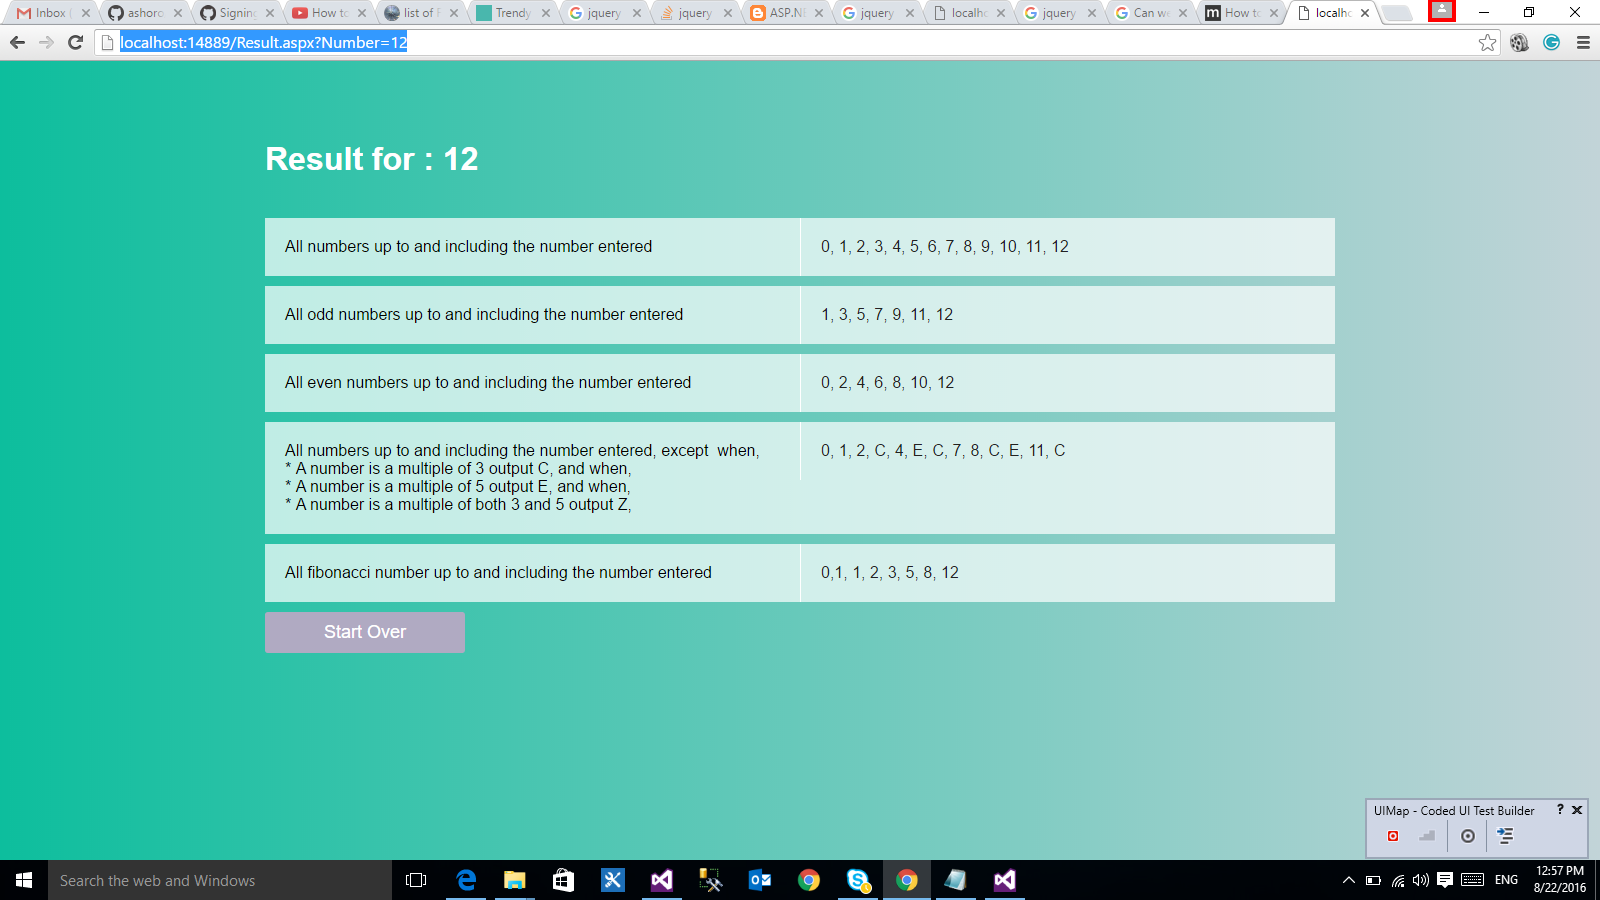 Inbox (
ashoro
Signing
How to
list of F
Trendy
jquery
jquery
ASP.NE
jquery
localho
jquery
Can we
How to
localho
localhost:14889/Result.aspx?Number=12
Result for : 12
All numbers up to and including the number entered
0, 1, 2, 3, 4, 5, 6, 7, 8, 9, 10, 11, 12
All odd numbers up to and including the number entered
1, 3, 5, 7, 9, 11, 12
All even numbers up to and including the number entered
0, 2, 4, 6, 8, 10, 12
All numbers up to and including the number entered, except  when,
* A number is a multiple of 3 output C, and when,
* A number is a multiple of 5 output E, and when,
* A number is a multiple of both 3 and 5 output Z,
0, 1, 2, C, 4, E, C, 7, 8, C, E, 11, C
All fibonacci number up to and including the number entered
0,1, 1, 2, 3, 5, 8, 12
Start Over
UIMap - Coded UI Test Builder
Search the web and Windows
ENG
12:57 PM
8/22/2016